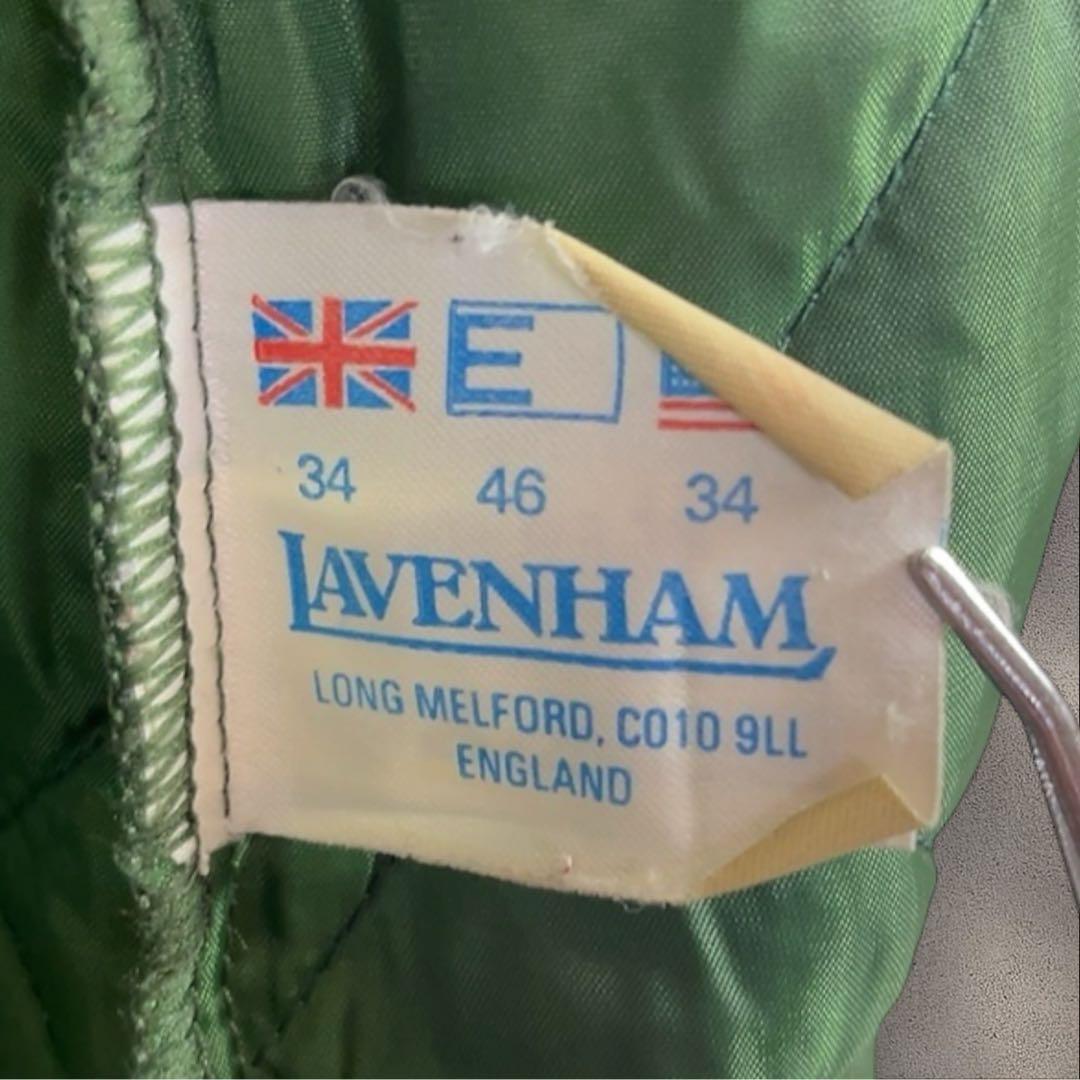 E
34 46 34
LAVENHAM
LONG MELFORD, CO10 9LL
ENGLAND